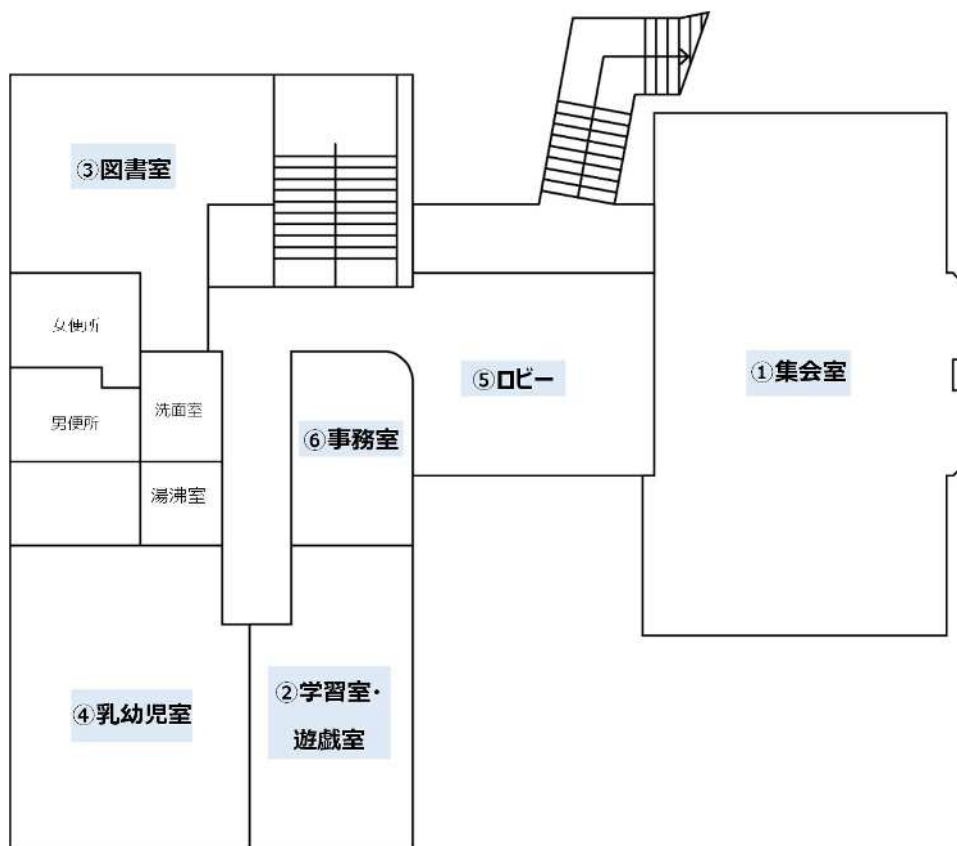 ③図書室
女便所
⑤ロビー
①集会室
男便所
洗面室
⑥事務室
湯沸室
④乳幼児室
②学習室・
遊戯室